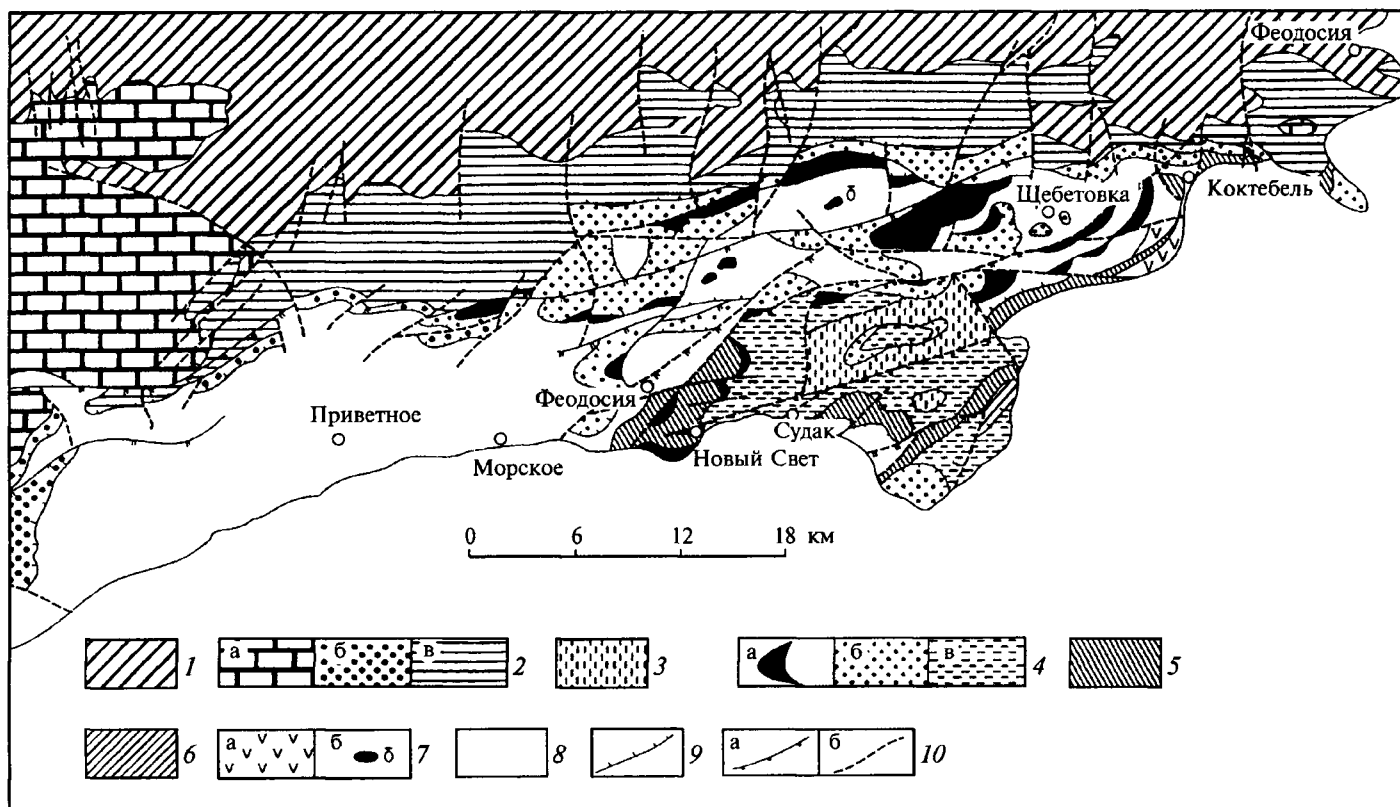 Феодосия
δ
Щебетовка
Коктебель
Феодосия
Приветное
Судак
Морское
Новый Свет
0 6 12 18 км
1 а б в 2 3 а б в 4 5
6 а б δ 7 8 9 а б 10